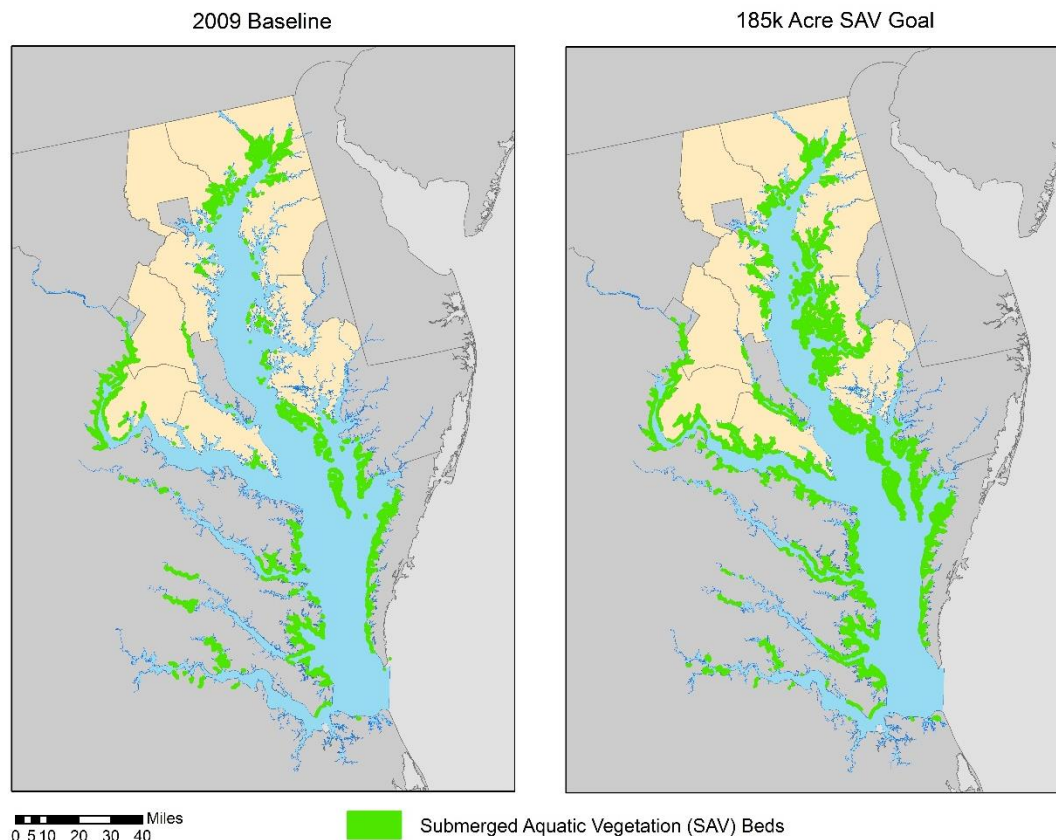 2009 Baseline
185k Acre SAV Goal
Miles
0 5 10 20 30 40
Submerged Aquatic Vegetation (SAV) Beds